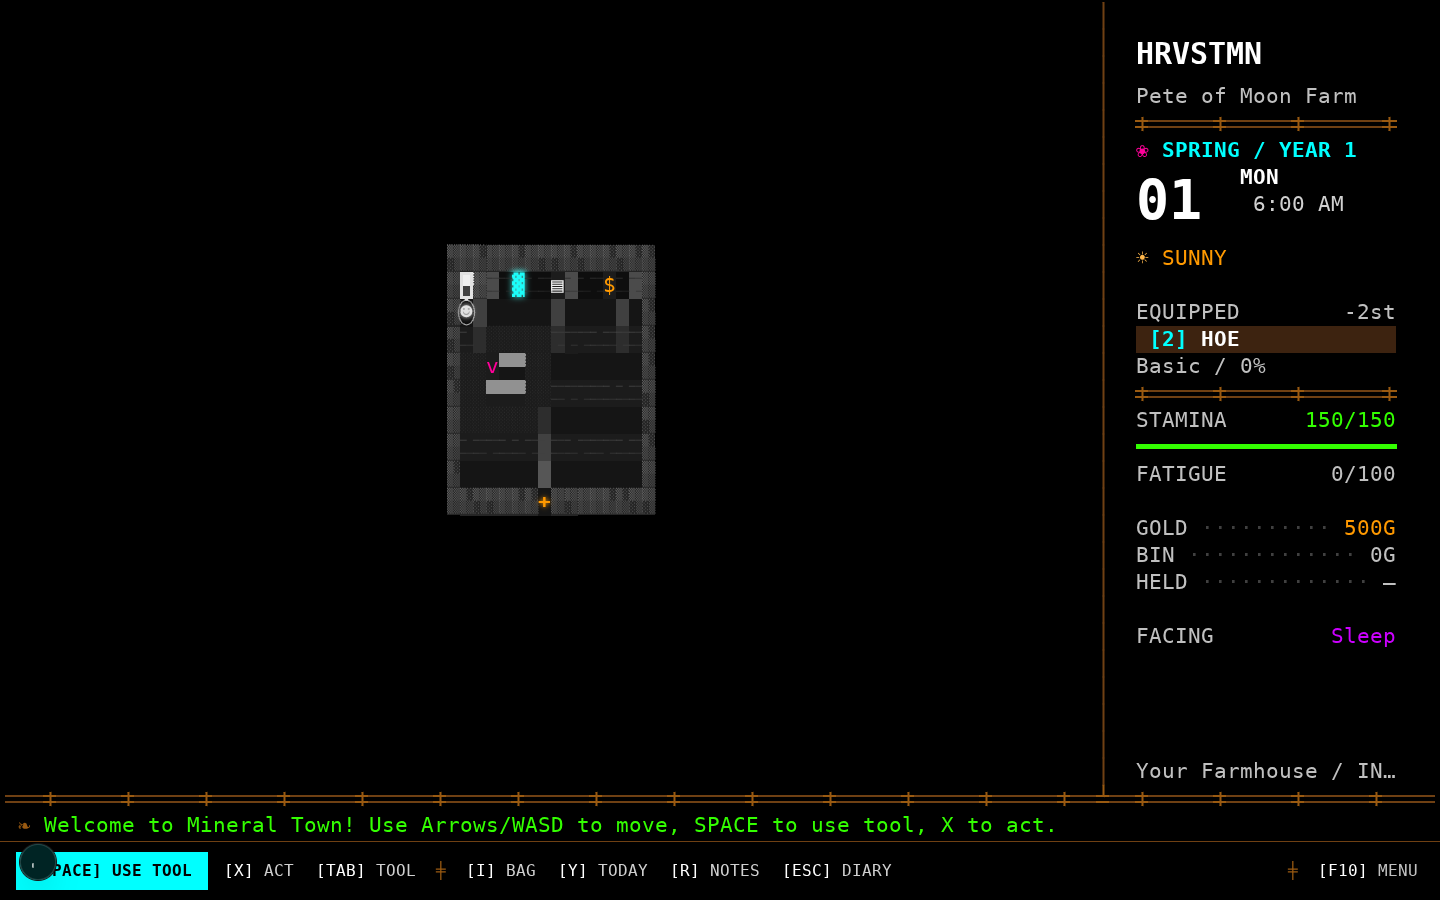 HRVSTMN
Pete of Moon Farm
❀ SPRING / YEAR 1
01 MON
6:00 AM
☀ SUNNY
EQUIPPED -2st
[2] HOE
Basic / 0%
STAMINA 150/150
FATIGUE 0/100
GOLD ·········· 500G
BIN ············· 0G
HELD ············· —
FACING Sleep
Your Farmhouse / IN…
$
v
+
Welcome to Mineral Town! Use Arrows/WASD to move, SPACE to use tool, X to act.
PACE] USE TOOL [X] ACT [TAB] TOOL [I] BAG [Y] TODAY [R] NOTES [ESC] DIARY [F10] MENU